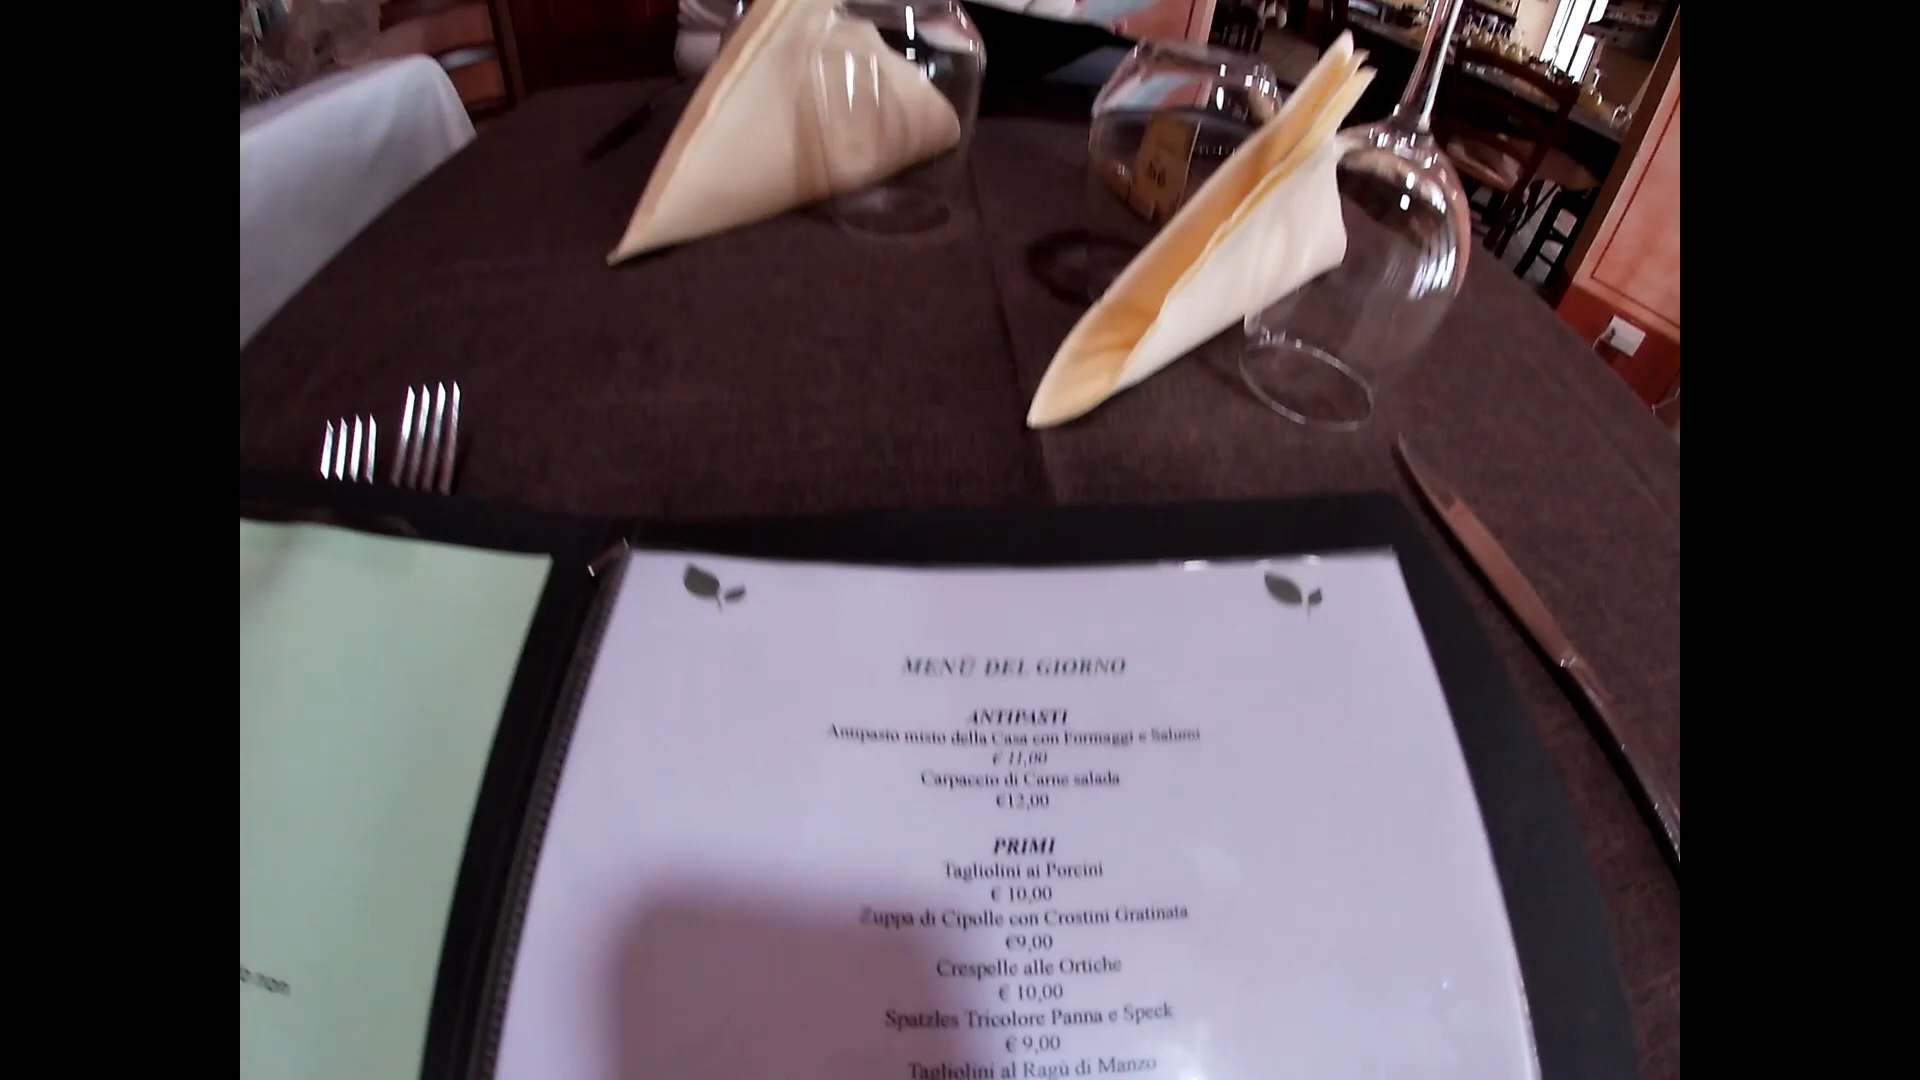 MENÙ DEL GIORNO
ANTIPASTI
Antipasto misto della Casa con Formaggi e Salumi
€ 11,00
Carpaccio di Carne salada
€12,00
PRIMI
Tagliolini ai Porcini
€ 10,00
Zuppa di Cipolle con Crostini Gratinata
€9,00
Crespelle alle Ortiche
€ 10,00
Spatzles Tricolore Panna e Speck
€ 9,00
Tagliolini al Ragù di Manzo
non